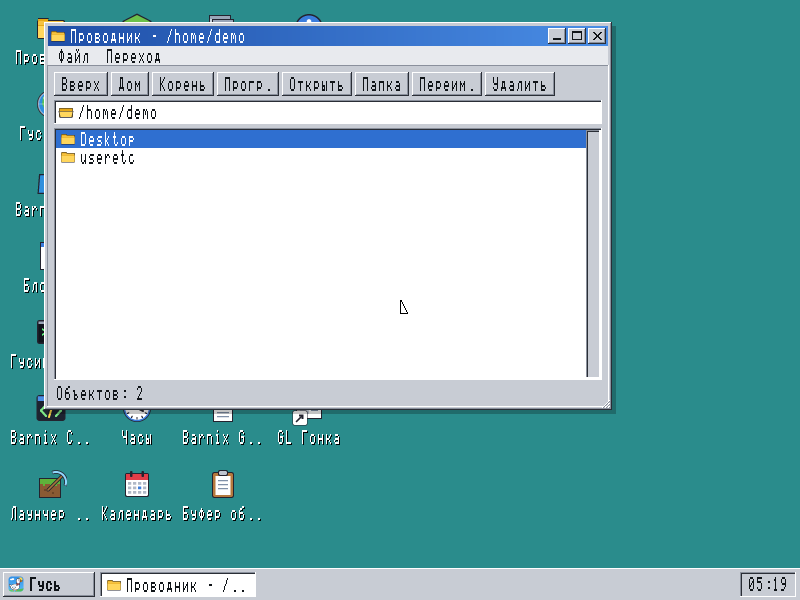 Проводник - /home/demo
Файл Переход
Вверх Дом Корень Прогр. Открыть Папка Переим. Удалить
/home/demo
Desktop
useretc
Объектов: 2
Barnix C.. Часы Barnix G.. GL Гонка
Лаунчер .. Календарь Буфер об..
Гусь Проводник - /.. 05:19